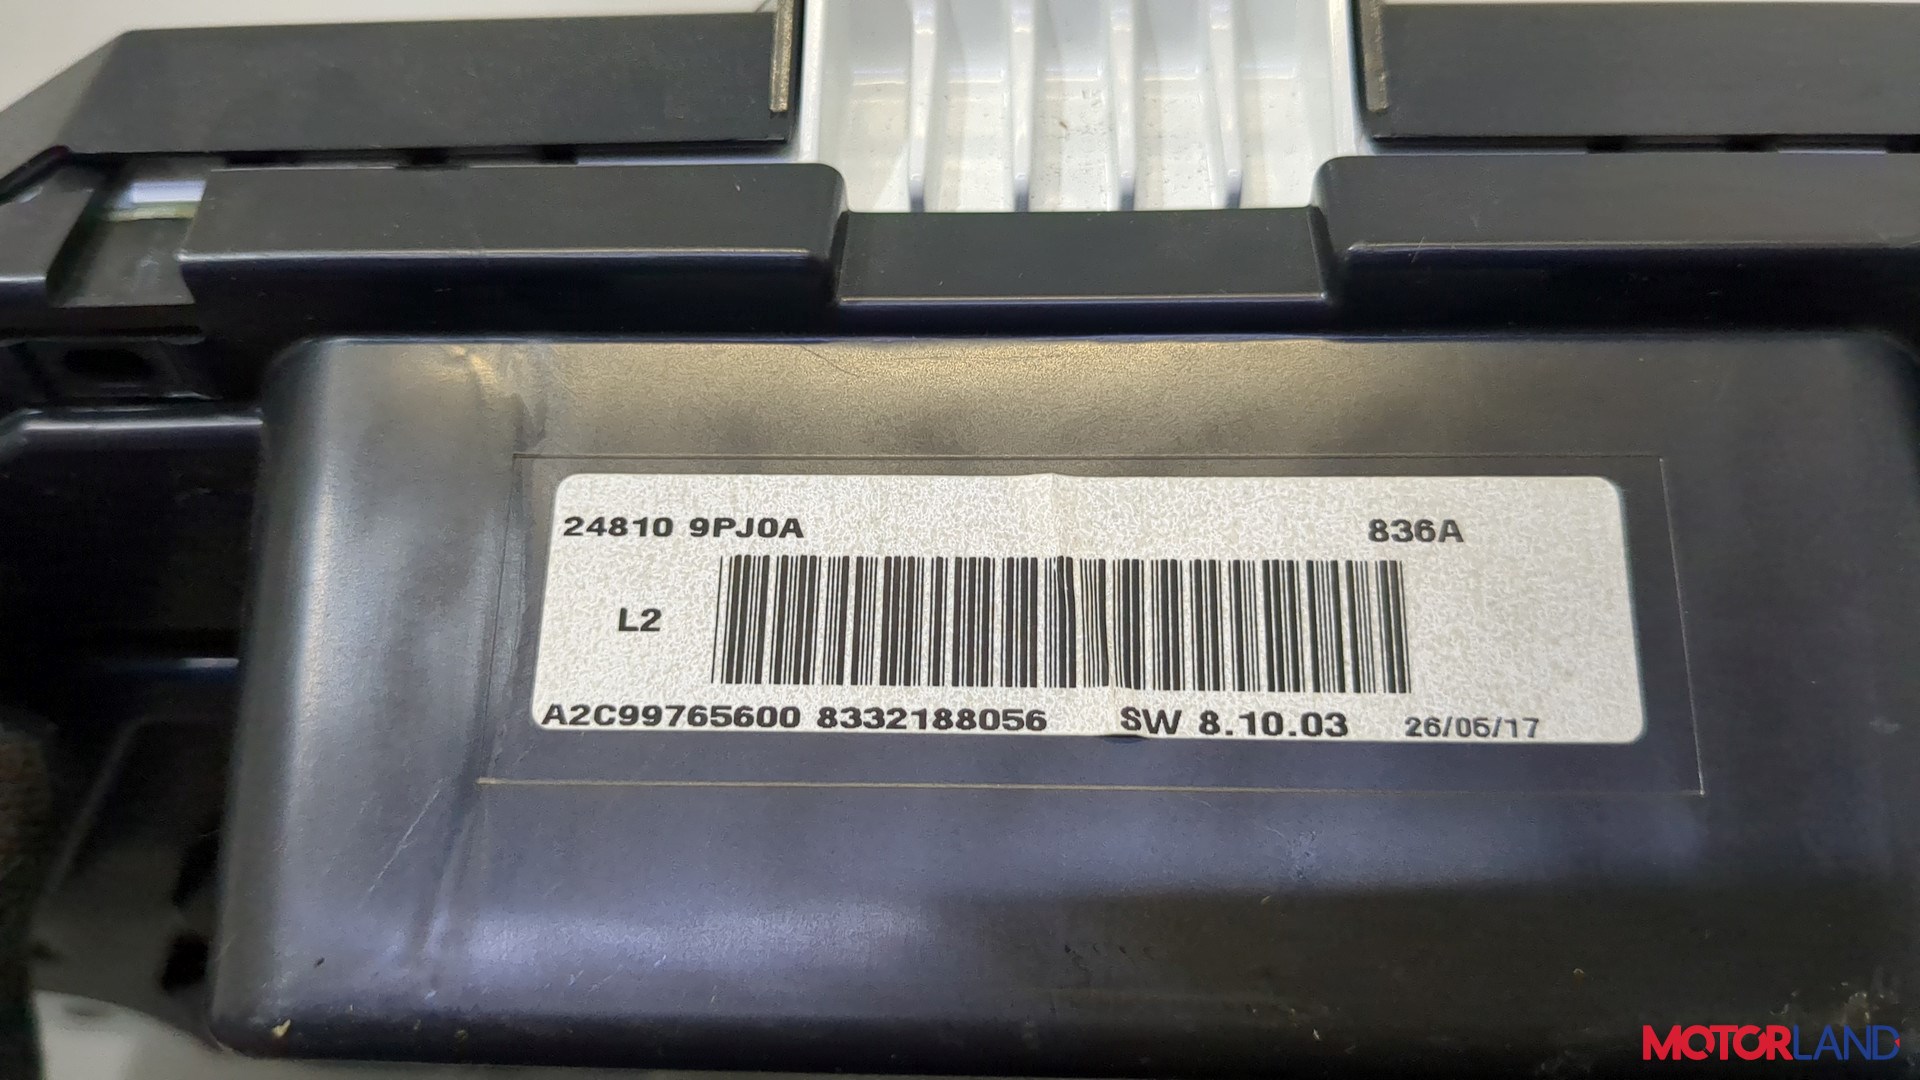 24810 9PJ0A 836A
L2
A2C99765600 8332188056 SW 8.10.03 26/05/17
MOTORLAND